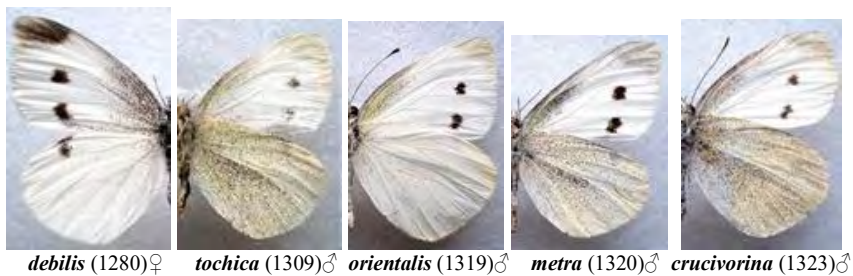 debilis (1280)♀ tochica (1309)♂ orientalis (1319)♂ metra (1320)♂ crucivorina (1323)♂